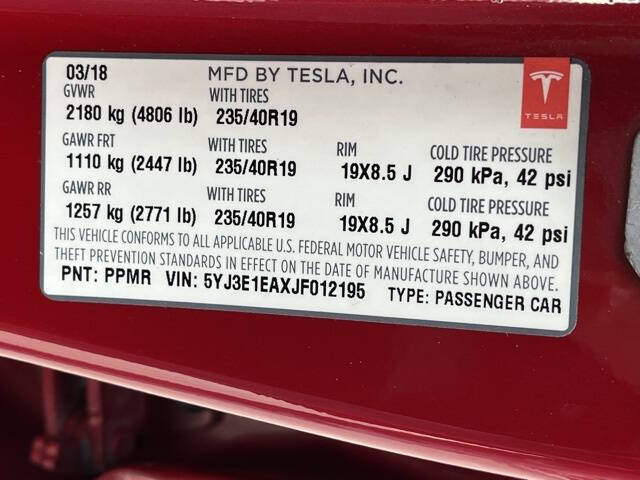 03/18 MFD BY TESLA, INC.
GVWR WITH TIRES
2180 kg (4806 lb) 235/40R19
TESLA
GAWR FRT WITH TIRES RIM COLD TIRE PRESSURE
1110 kg (2447 lb) 235/40R19 19X8.5 J 290 kPa, 42 psi
GAWR RR WITH TIRES RIM COLD TIRE PRESSURE
1257 kg (2771 lb) 235/40R19 19X8.5 J 290 kPa, 42 psi
THIS VEHICLE CONFORMS TO ALL APPLICABLE U.S. FEDERAL MOTOR VEHICLE SAFETY, BUMPER, AND
THEFT PREVENTION STANDARDS IN EFFECT ON THE DATE OF MANUFACTURE SHOWN ABOVE.
PNT: PPMR VIN: 5YJ3E1EAXJF012195 TYPE: PASSENGER CAR